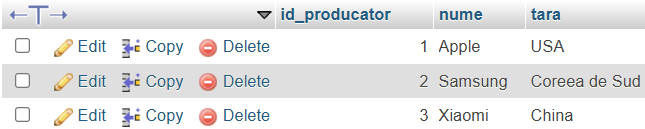 id_producator nume tara
Edit Copy Delete 1 Apple USA
Edit Copy Delete 2 Samsung Coreea de Sud
Edit Copy Delete 3 Xiaomi China